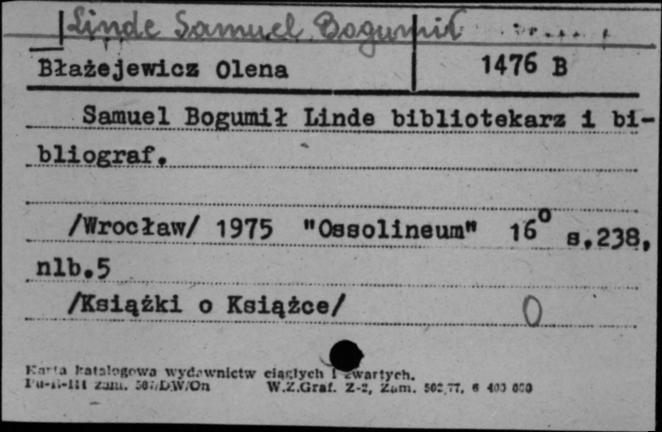 Linde Samuel Bogumił
Błażejewicz Olena 1476 B
Samuel Bogumił Linde bibliotekarz i bi-
bliograf.
/Wrocław/ 1975 "Ossolineum" 16° s.238,
nlb.5
/Książki o Książce/
0
Karta katalogowa wydawnictw ciągłych i zwartych.
W.Z.Graf. Z-2, Zam.